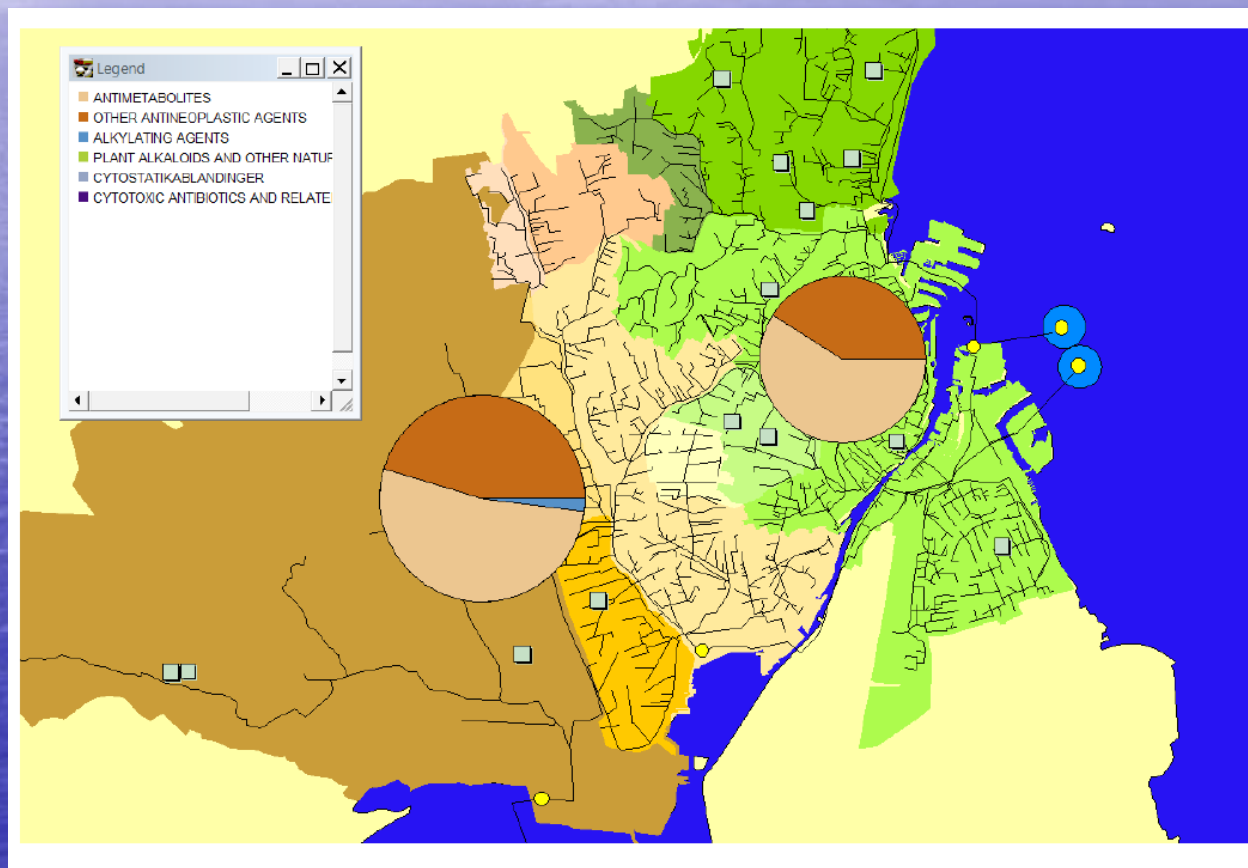 Legend
ANTIMETABOLITES
OTHER ANTINEOPLASTIC AGENTS
ALKYLATING AGENTS
PLANT ALKALOIDS AND OTHER NATUR
CYTOSTATIKABLANDINGER
CYTOTOXIC ANTIBIOTICS AND RELATE